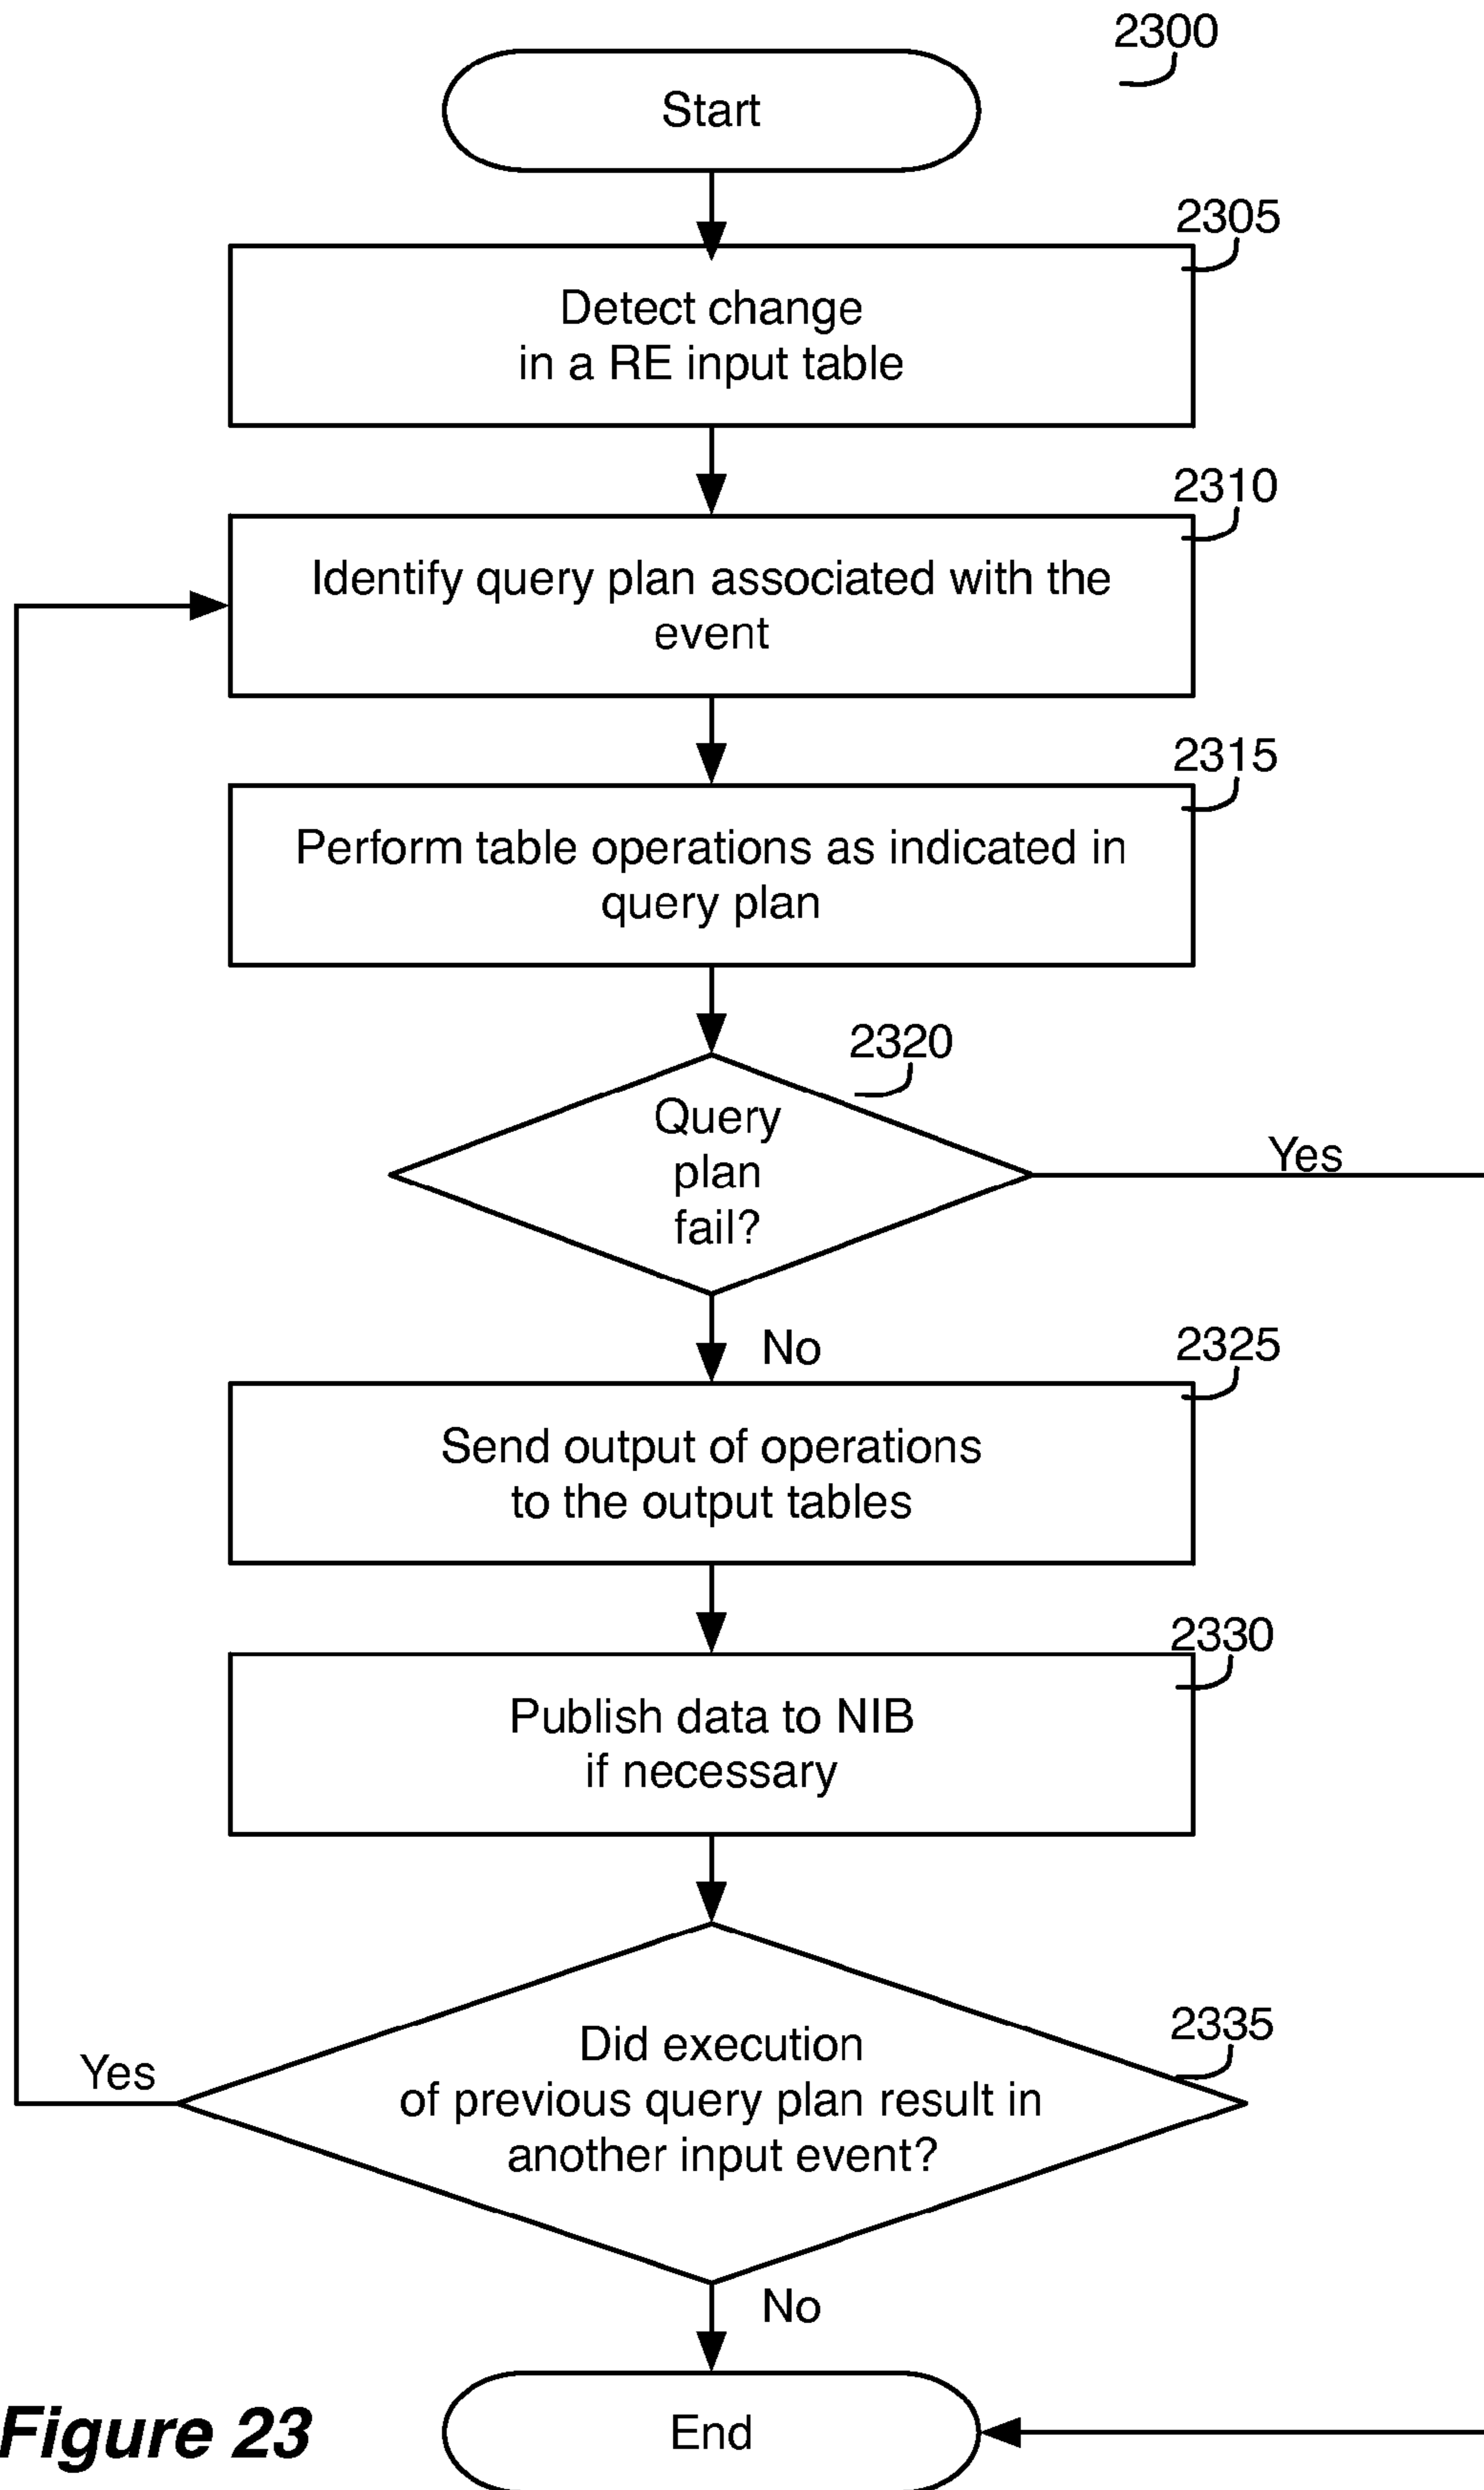 2300
Start
2305
Detect change
in a RE input table
2310
Identify query plan associated with the
event
2315
Perform table operations as indicated in
query plan
2320
Query
plan
fail?
Yes
No
2325
Send output of operations
to the output tables
2330
Publish data to NIB
if necessary
2335
Did execution
of previous query plan result in
another input event?
Yes
No
End
Figure 23